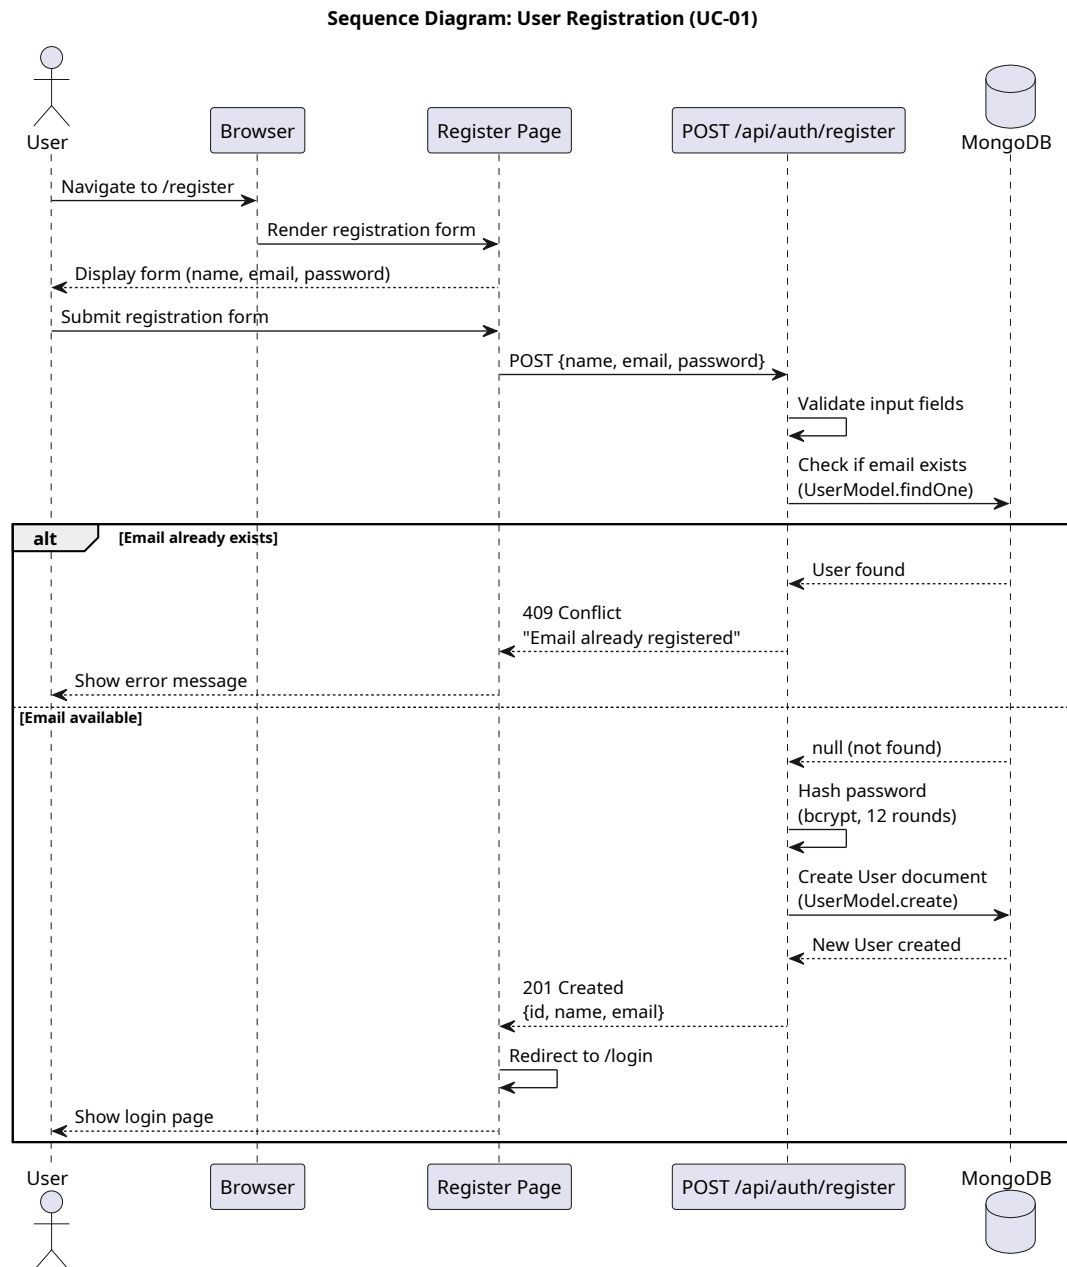 Sequence Diagram: User Registration (UC-01)
User
Browser
Register Page
POST /api/auth/register
MongoDB
Navigate to /register
Render registration form
Display form (name, email, password)
Submit registration form
POST {name, email, password}
Validate input fields
Check if email exists
(UserModel.findOne)
alt
[Email already exists]
User found
409 Conflict
"Email already registered"
Show error message
[Email available]
null (not found)
Hash password
(bcrypt, 12 rounds)
Create User document
(UserModel.create)
New User created
201 Created
{id, name, email}
Redirect to /login
Show login page
User
Browser
Register Page
POST /api/auth/register
MongoDB